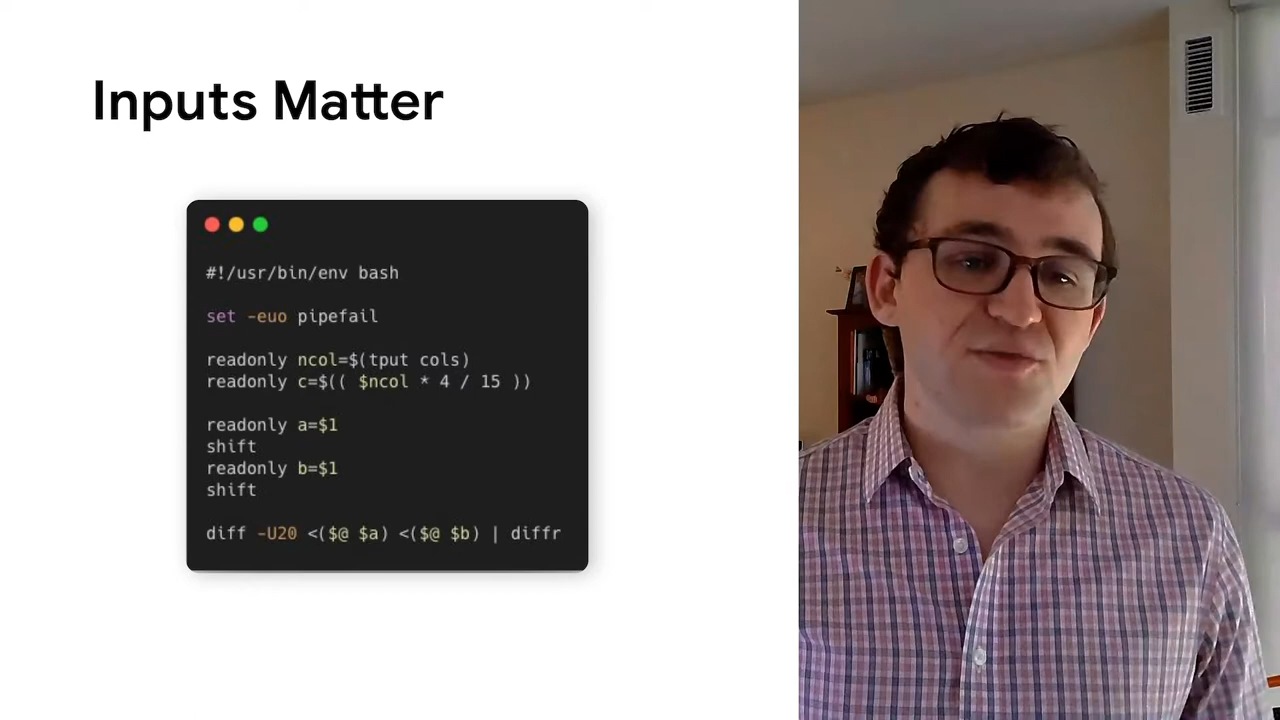 Inputs Matter
#!/usr/bin/env bash
set -euo pipefail
readonly ncol=$(tput cols)
readonly c=$(( $ncol * 4 / 15 ))
readonly a=$1
shift
readonly b=$1
shift
diff -U20 <($@ $a) <($@ $b) | diffr